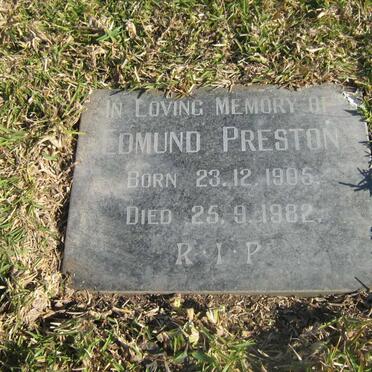 IN LOVING MEMORY OF
EDMUND PRESTON
BORN 23.12.1905.
DIED 25.9.1982.
R.I.P